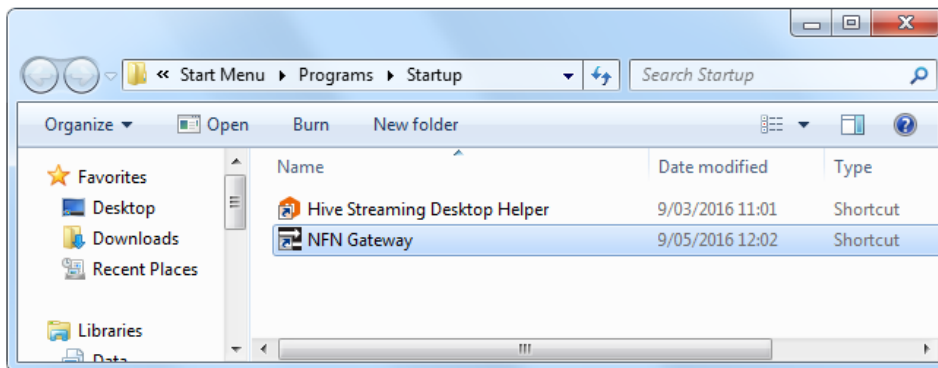 « Start Menu ▸ Programs ▸ Startup
Search Startup
Organize ▾ Open Burn New folder
Name Date modified Type
Favorites
Desktop
Downloads
Recent Places
Libraries
Data
Hive Streaming Desktop Helper 9/03/2016 11:01 Shortcut
NFN Gateway 9/05/2016 12:02 Shortcut